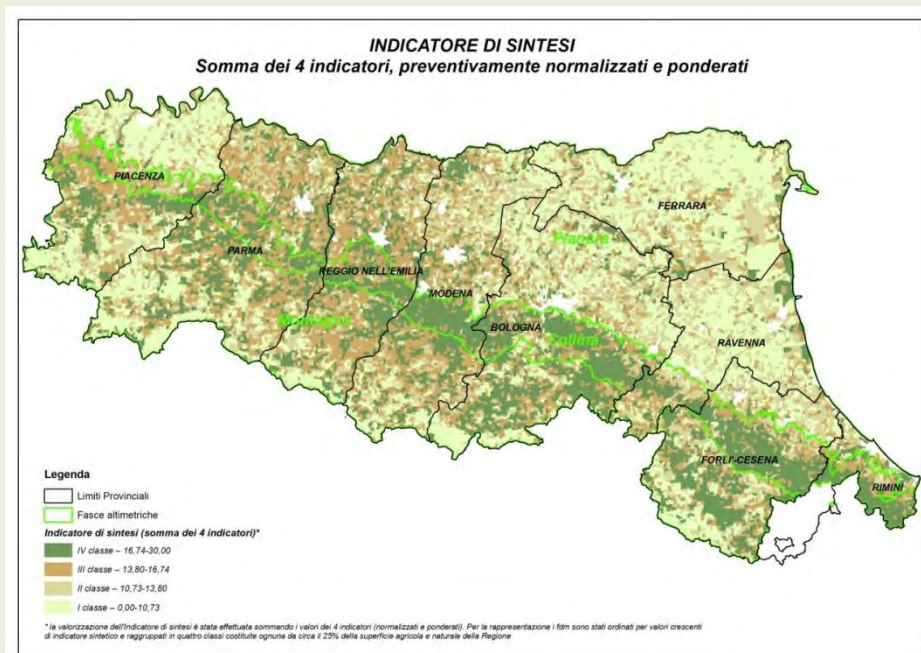 INDICATORE DI SINTESI
Somma dei 4 indicatori, preventivamente normalizzati e ponderati
PIACENZA
FERRARA
Pianura
PARMA
REGGIO NELL'EMILIA
MODENA
Montagna
BOLOGNA
Collina
RAVENNA
FORLI'-CESENA
RIMINI
Legenda
Limiti Provinciali
Fasce altimetriche
Indicatore di sintesi (somma dei 4 indicatori)*
IV classe – 16,74-30,00
III classe – 13,80-16,74
II classe – 10,73-13,80
I classe – 0,00-10,73
* la valorizzazione dell'Indicatore di sintesi è stata effettuata sommando i valori dei 4 indicatori (normalizzati e ponderati). Per la rappresentazione i fdm sono stati ordinati per valori crescenti
di indicatore sintetico e raggruppati in quattro classi costituite ognuna da circa il 25% della superficie agricola e naturale della Regione